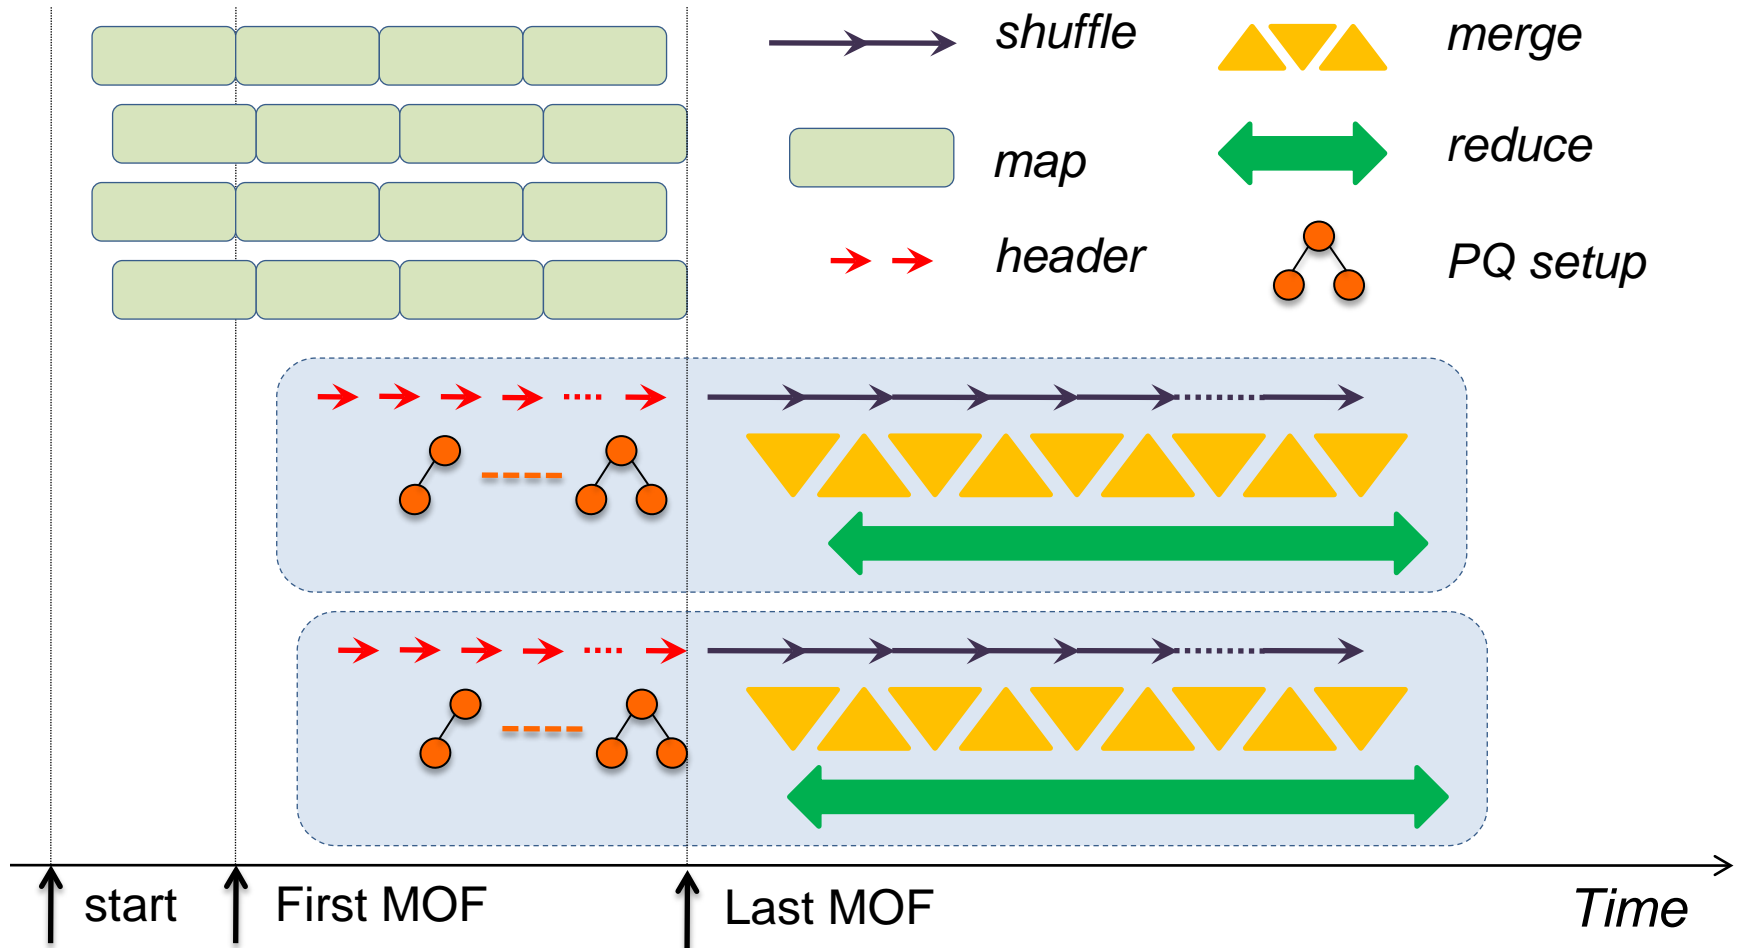 shuffle
merge
map
reduce
header
PQ setup
start
First MOF
Last MOF
Time